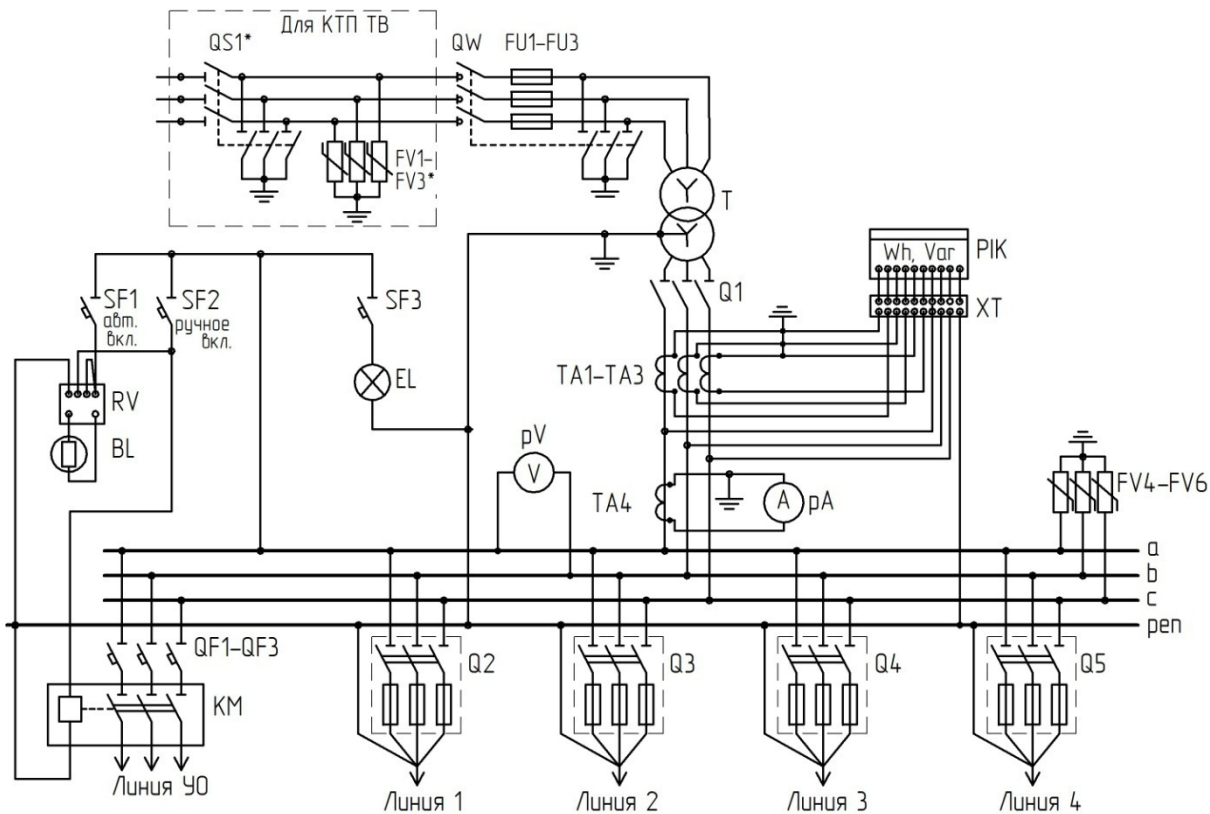 Для КТП ТВ
QS1*
QW
FU1-FU3
FV1-
FV3*
T
Wh, Var
PIK
XT
Q1
SF1
авт.
вкл.
SF2
ручное
вкл.
SF3
EL
TA1-TA3
RV
BL
pV
V
TA4
A
pA
FV4-FV6
a
b
c
pen
QF1-QF3
Q2
Q3
Q4
Q5
KM
Линия УО
Линия 1
Линия 2
Линия 3
Линия 4